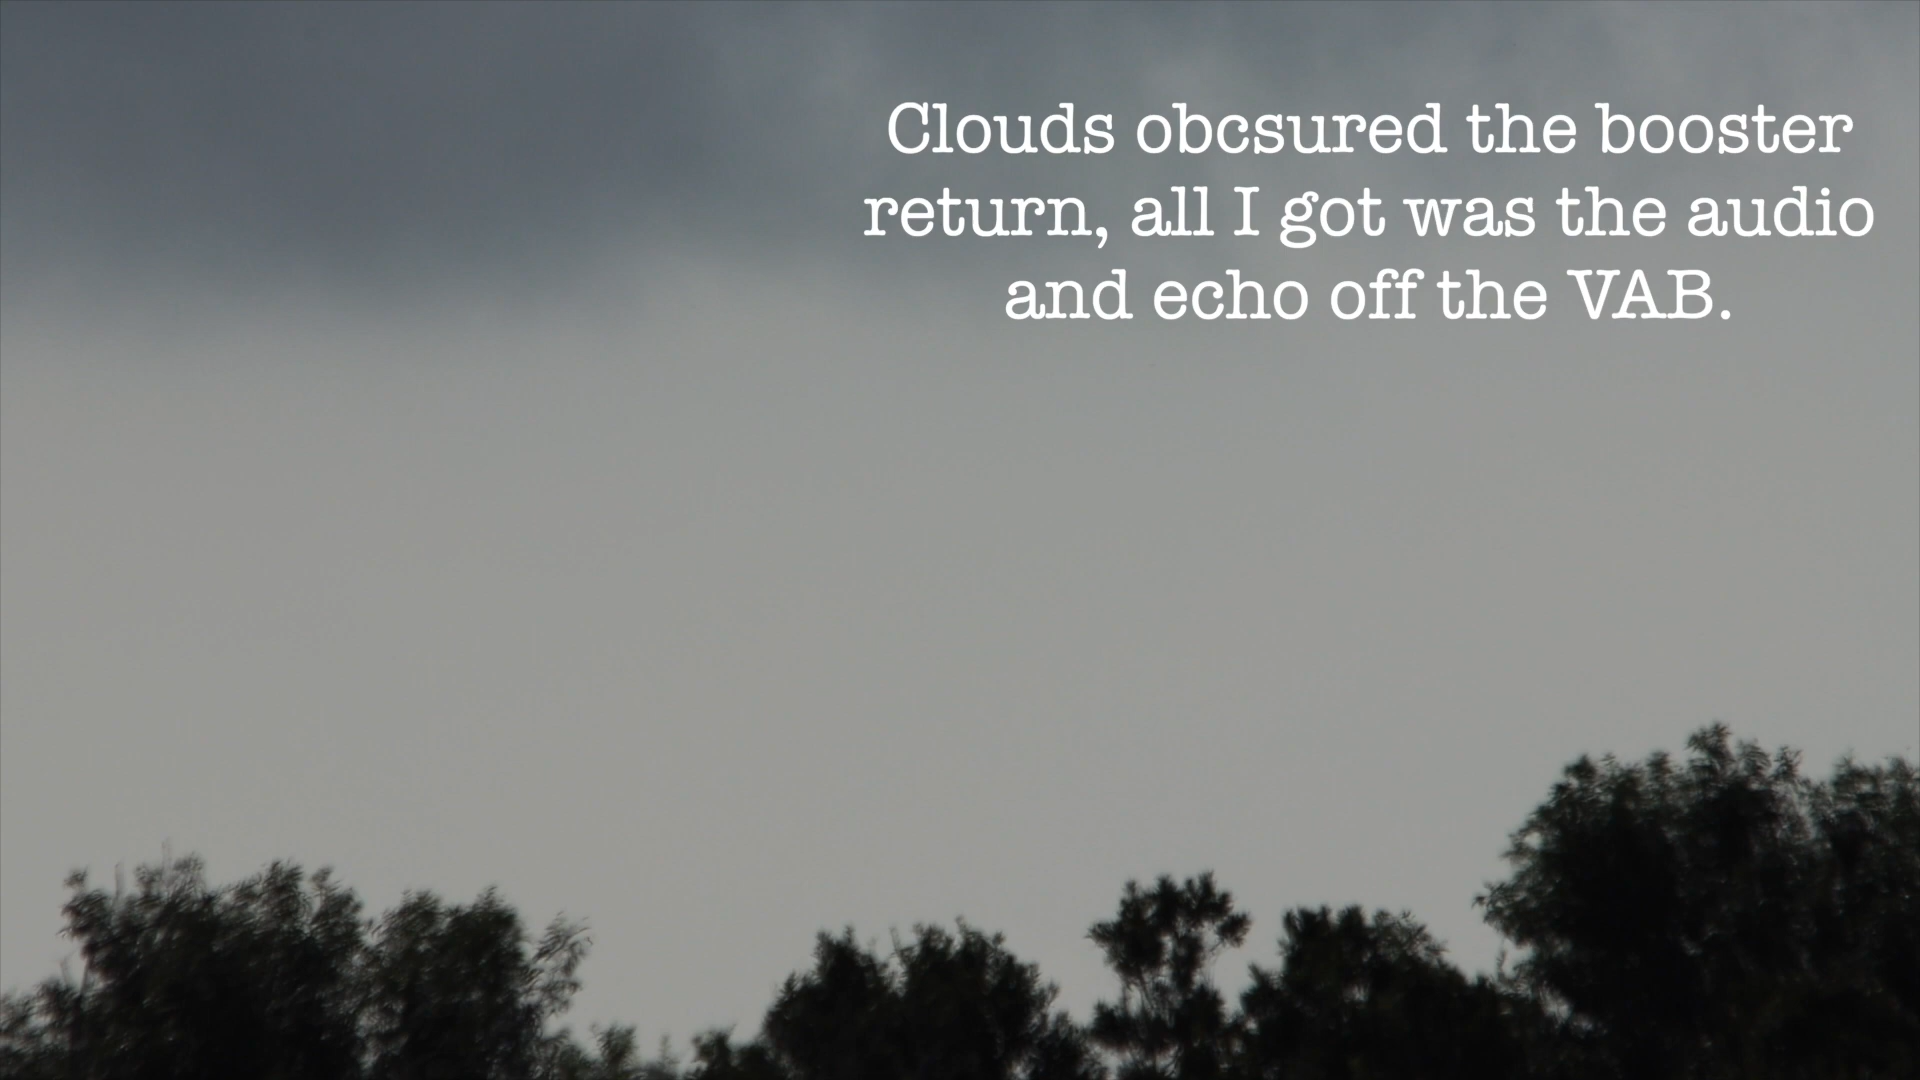 Clouds obcsured the booster
return, all I got was the audio
and echo off the VAB.